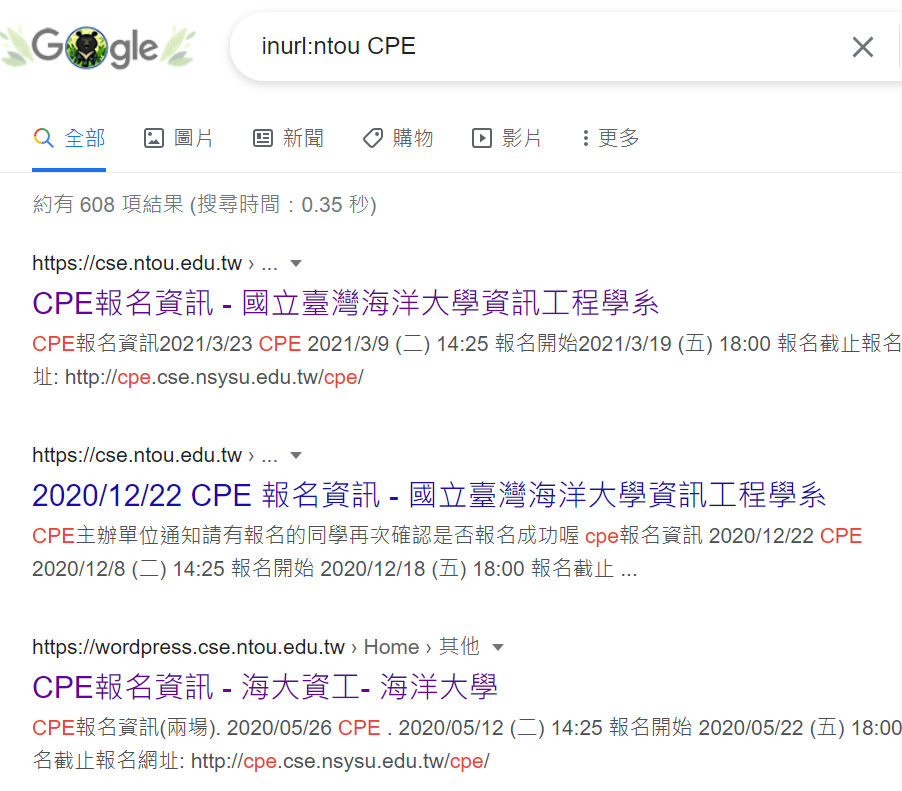 Google
inurl:ntou CPE
全部 圖片 新聞 購物 影片 更多
約有 608 項結果 (搜尋時間：0.35 秒)
https://cse.ntou.edu.tw › ...
CPE報名資訊 - 國立臺灣海洋大學資訊工程學系
CPE報名資訊2021/3/23 CPE 2021/3/9 (二) 14:25 報名開始2021/3/19 (五) 18:00 報名截止報名
址: http://cpe.cse.nsysu.edu.tw/cpe/
https://cse.ntou.edu.tw › ...
2020/12/22 CPE 報名資訊 - 國立臺灣海洋大學資訊工程學系
CPE主辦單位通知請有報名的同學再次確認是否報名成功喔 cpe報名資訊 2020/12/22 CPE
2020/12/8 (二) 14:25 報名開始 2020/12/18 (五) 18:00 報名截止 ...
https://wordpress.cse.ntou.edu.tw › Home › 其他
CPE報名資訊 - 海大資工- 海洋大學
CPE報名資訊(兩場). 2020/05/26 CPE . 2020/05/12 (二) 14:25 報名開始 2020/05/22 (五) 18:00
名截止報名網址: http://cpe.cse.nsysu.edu.tw/cpe/